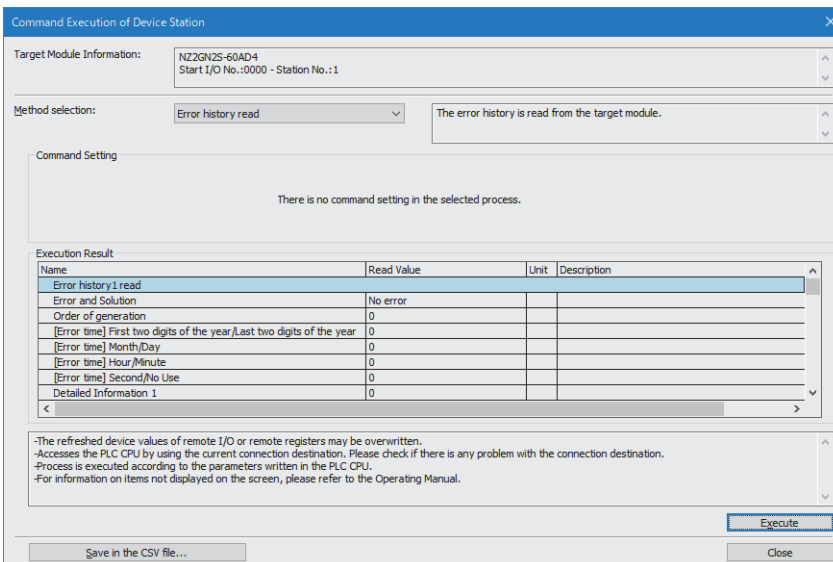 Command Execution of Device Station
Target Module Information:
NZ2GN2S-60AD4
Start I/O No.:0000 - Station No.:1
Method selection:
Error history read
The error history is read from the target module.
Command Setting
There is no command setting in the selected process.
Execution Result
Name Read Value Unit Description
Error history1 read
Error and Solution No error
Order of generation 0
[Error time] First two digits of the year/Last two digits of the year 0
[Error time] Month/Day 0
[Error time] Hour/Minute 0
[Error time] Second/No Use 0
Detailed Information 1 0
-The refreshed device values of remote I/O or remote registers may be overwritten.
-Accesses the PLC CPU by using the current connection destination. Please check if there is any problem with the connection destination.
-Process is executed according to the parameters written in the PLC CPU.
-For information on items not displayed on the screen, please refer to the Operating Manual.
Execute
Save in the CSV file...
Close